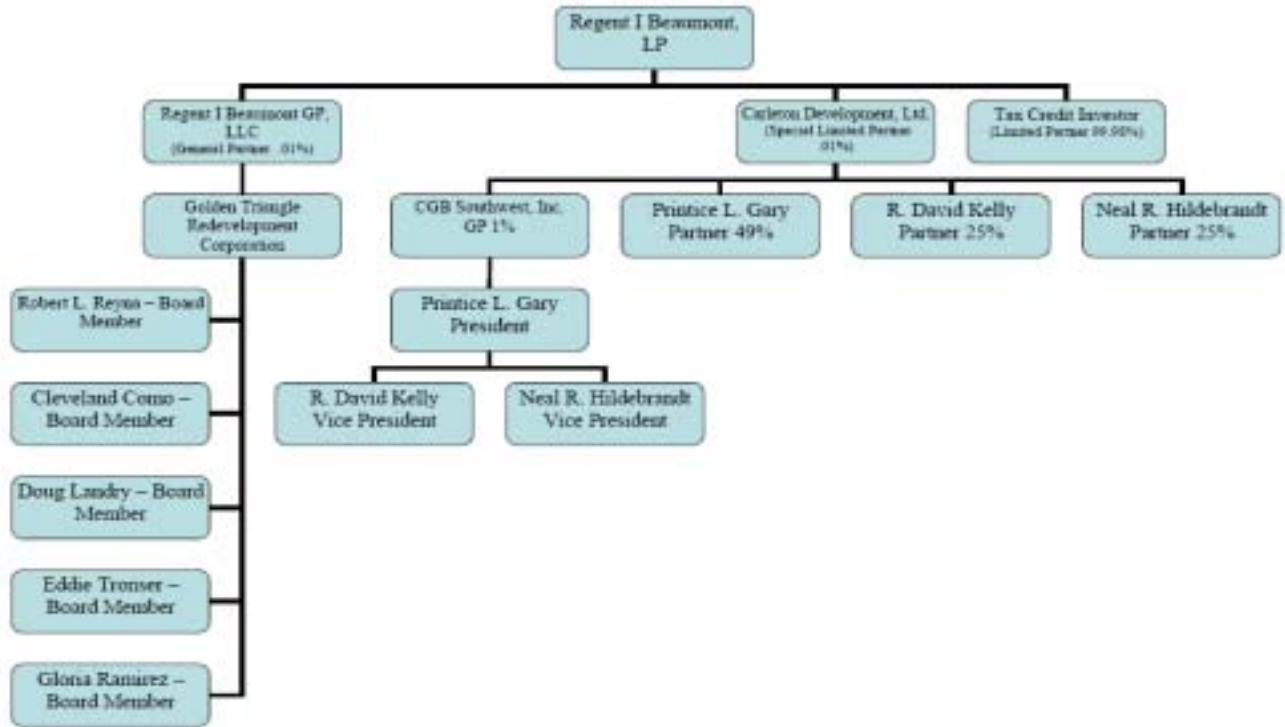 Regent I Beaumont,
LP
Regent I Beaumont GP,
LLC
(General Partner .01%)
Carleton Development, Ltd.
(Special Limited Partner
.01%)
Tax Credit Investor
(Limited Partner 99.98%)
Golden Triangle
Redevelopment
Corporation
CGB Southwest, Inc.
GP 1%
Printice L. Gary
Partner 49%
R. David Kelly
Partner 25%
Neal R. Hildebrandt
Partner 25%
Robert L. Reyna – Board
Member
Printice L. Gary
President
Cleveland Como –
Board Member
R. David Kelly
Vice President
Neal R. Hildebrandt
Vice President
Doug Landry – Board
Member
Eddie Tronser –
Board Member
Gloria Ramirez –
Board Member